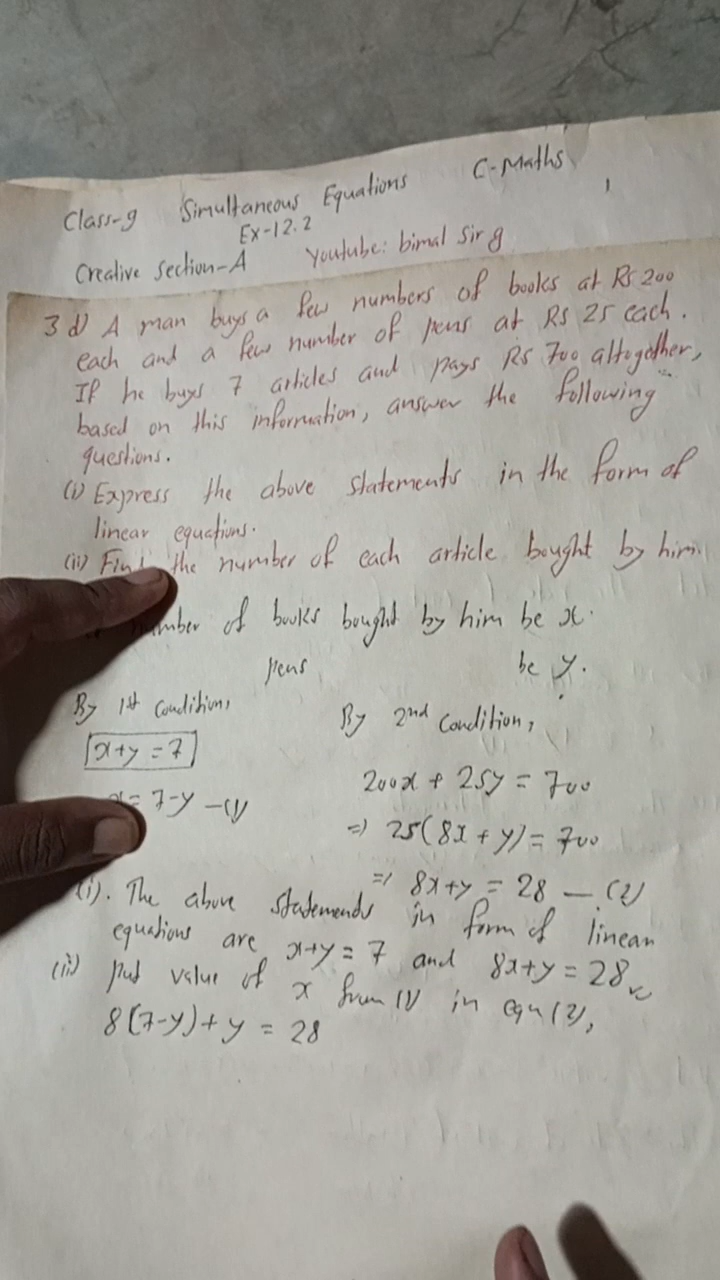 Class-9 Simultaneous Equations C-Maths
Ex-12.2
Creative Section-A Youtube: bimal Sir g
3 d) A man buys a few numbers of books at Rs 200
each and a few number of pens at Rs 25 each.
If he buys 7 articles and pays Rs 700 altogether,
based on this information, answer the following
questions.
(i) Express the above statements in the form of
linear equations.
(ii) Find the number of each article bought by him.
number of books bought by him be x.
pens be y.
By 1st condition,
x+y = 7
x = 7-y -(1)
By 2nd condition,
200x + 25y = 700
=) 25(8x + y) = 700
=) 8x+y = 28 - (2)
(i). The above statements in form of linear
equations are x+y = 7 and 8x+y = 28
(ii) put value of x from (1) in eqn (2),
8(7-y)+y = 28